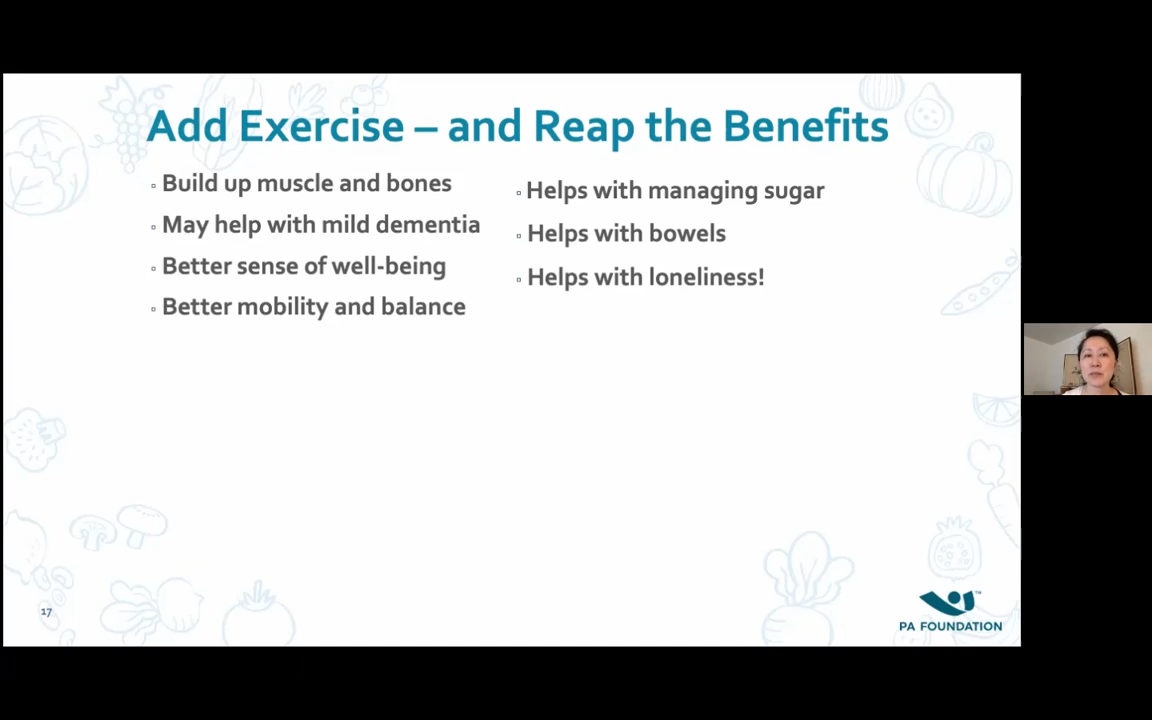 Add Exercise – and Reap the Benefits
▫ Build up muscle and bones
▫ May help with mild dementia
▫ Better sense of well-being
▫ Better mobility and balance
▫ Helps with managing sugar
▫ Helps with bowels
▫ Helps with loneliness!
17
PA FOUNDATION™